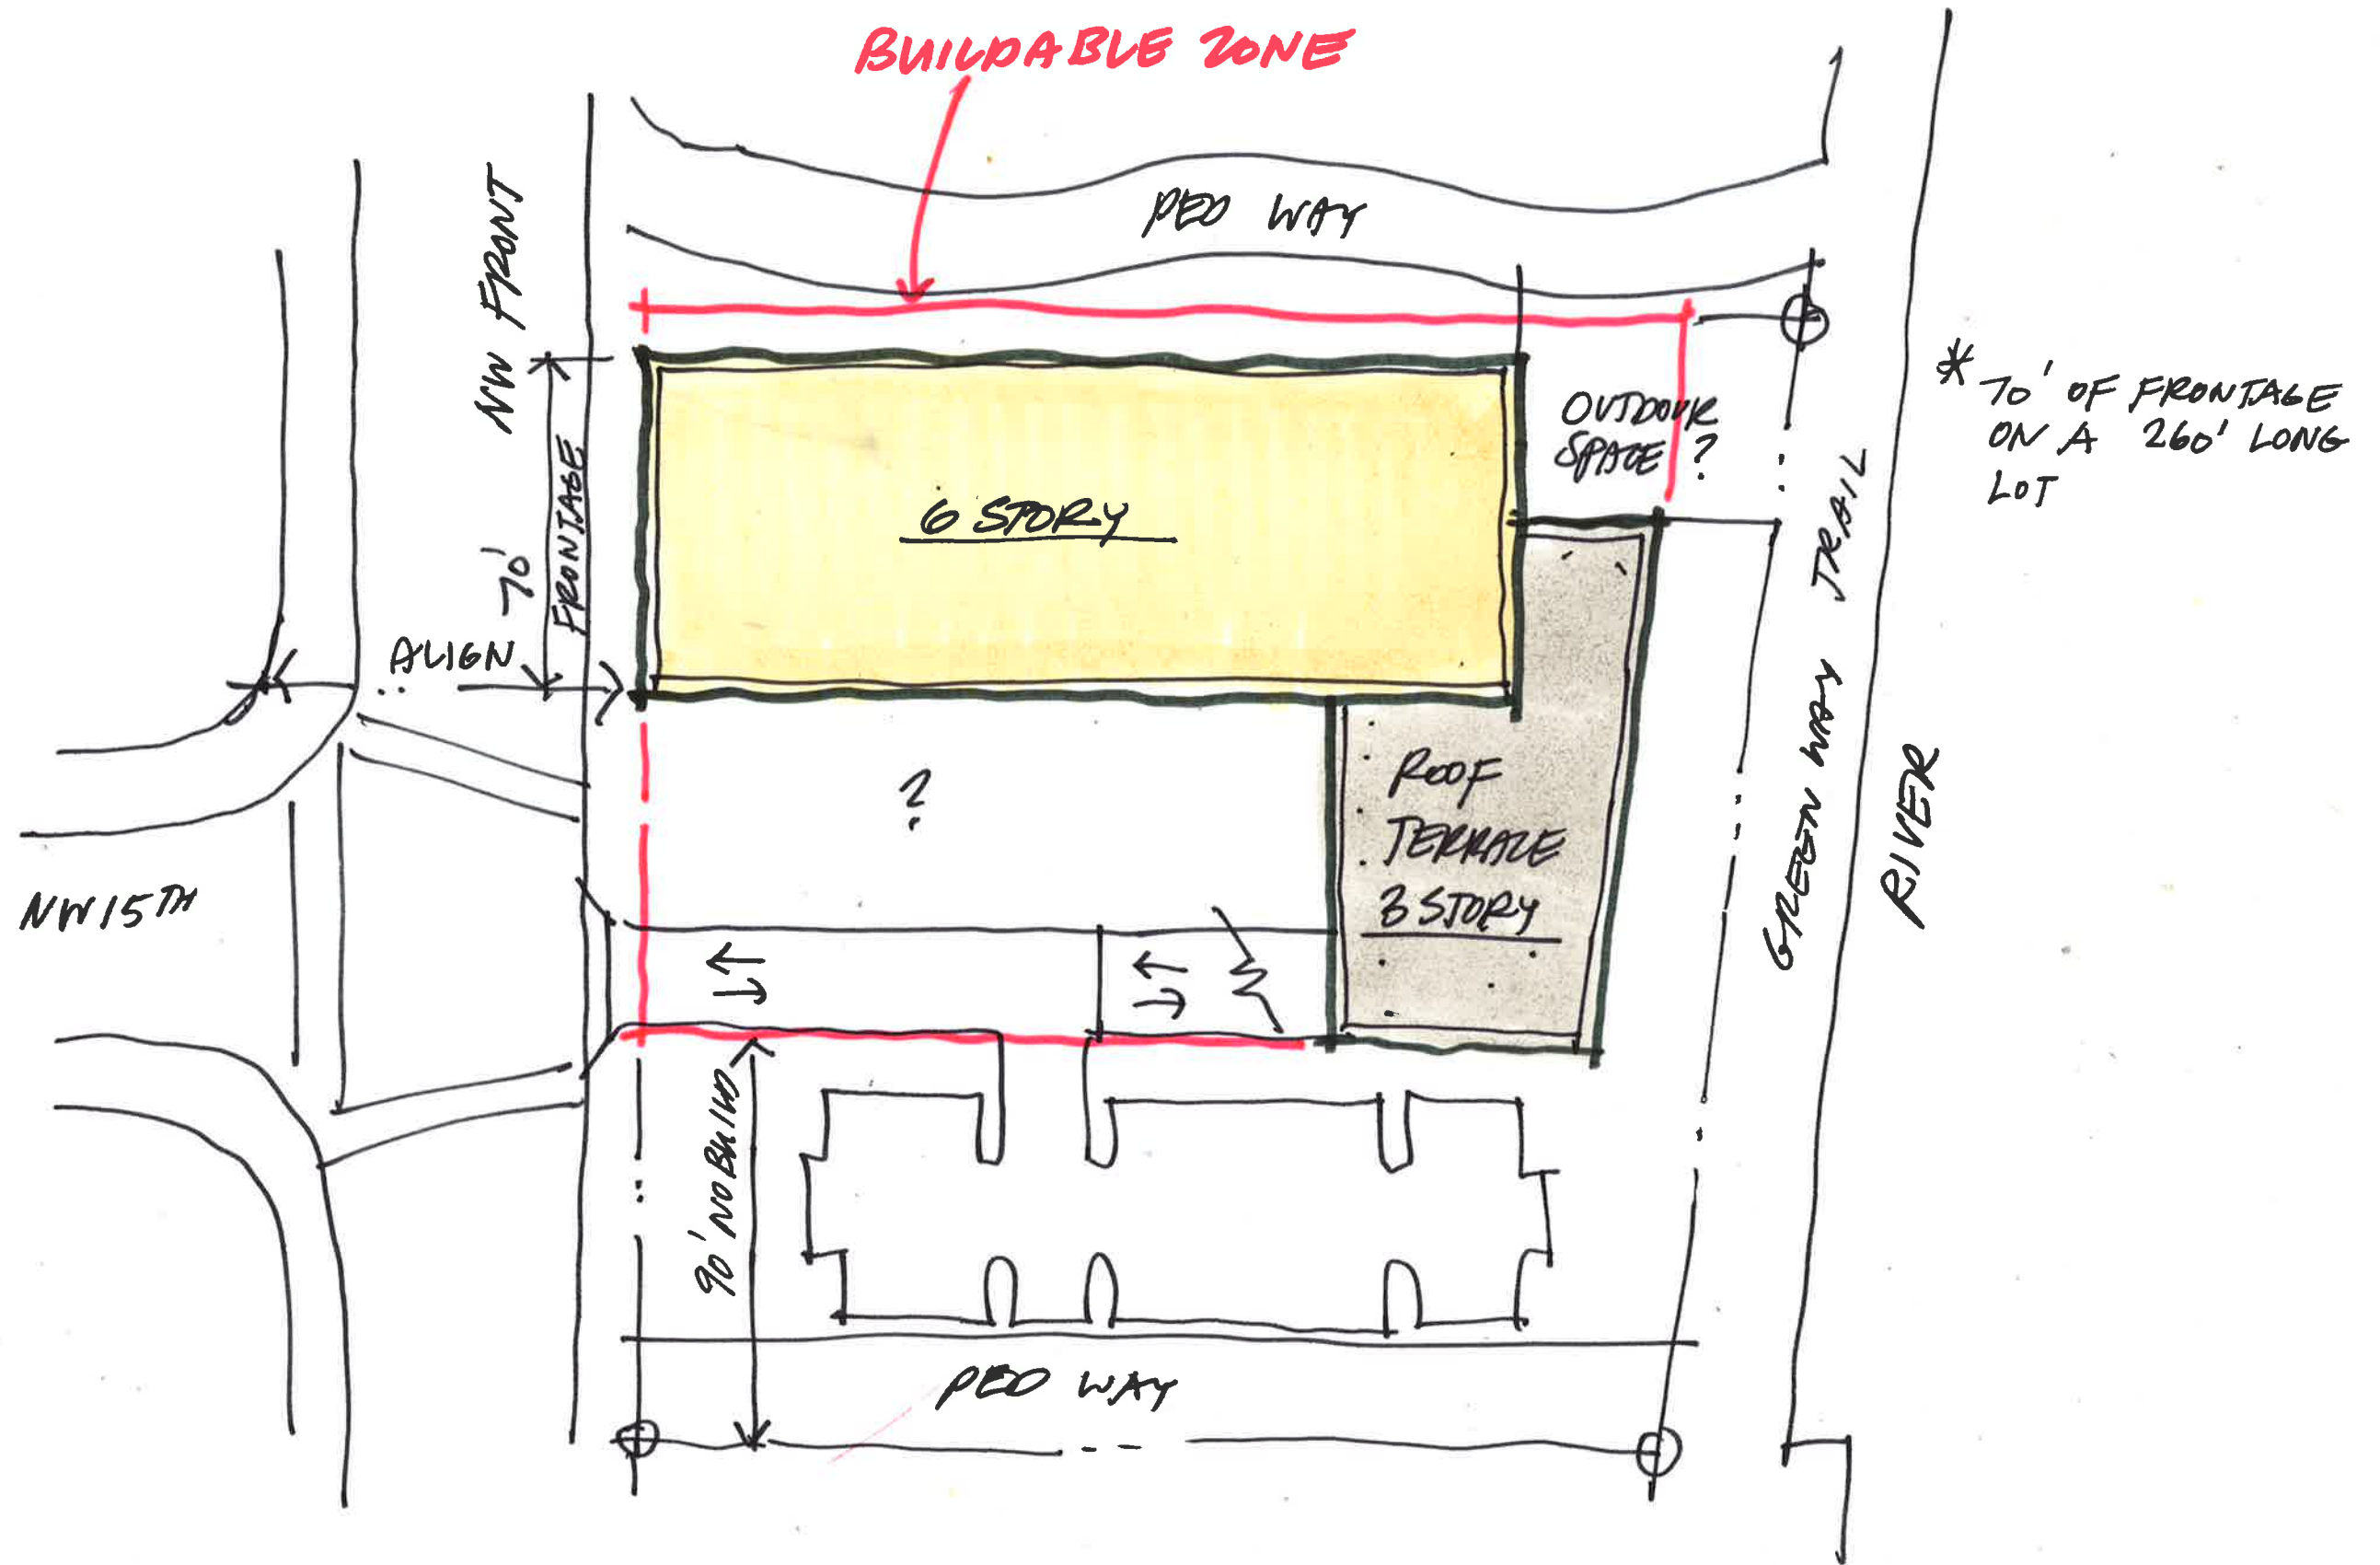 BUILDABLE ZONE
PED WAY
NW FRONT
70'
FRONTAGE
ALIGN
6 STORY
OUTDOOR
SPACE ?
* 70' OF FRONTAGE
ON A 260' LONG
LOT
GREEN WAY TRAIL
RIVER
?
ROOF
TERRACE
3 STORY
NW 15TH
90' NO BUILD
PED WAY